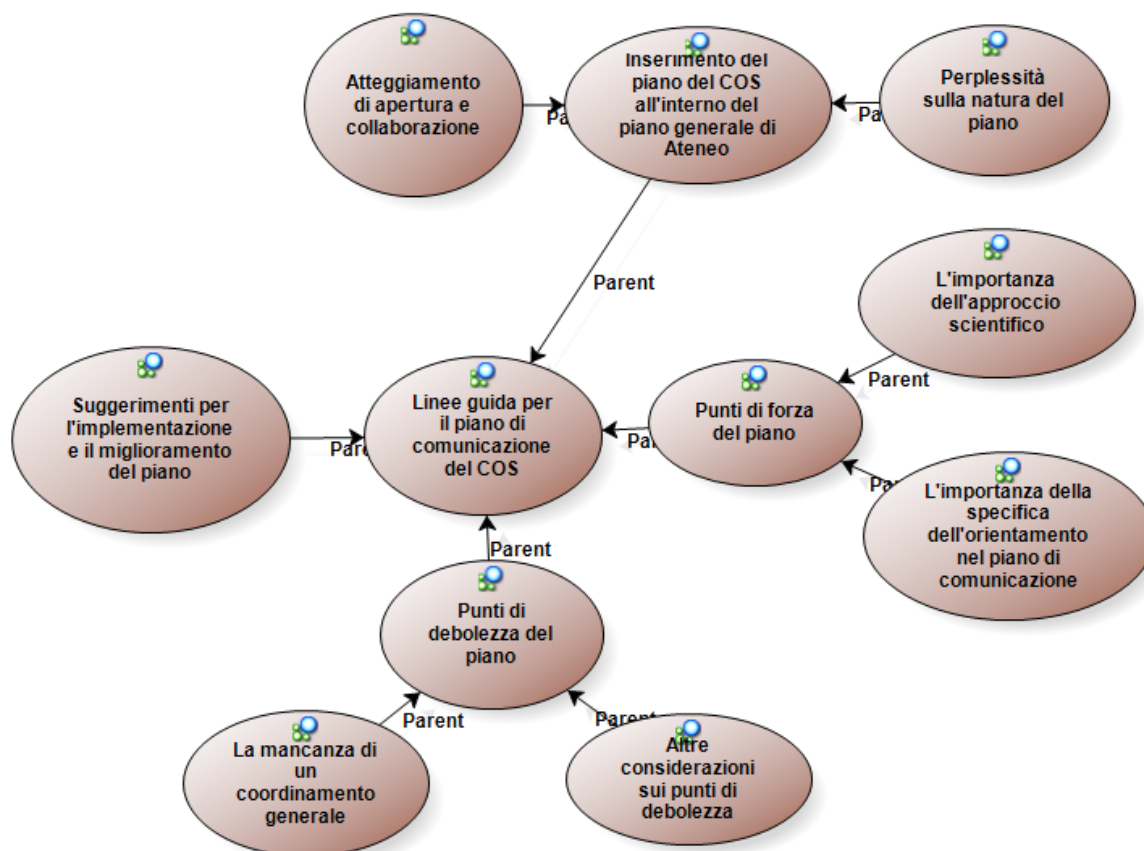 Atteggiamento
di apertura e
collaborazione
Parent
Inserimento del
piano del COS
all'interno del
piano generale di
Ateneo
Perplessità
sulla natura del
piano
Parent
L'importanza
dell'approccio
scientifico
Parent
Suggerimenti per
l'implementazione
e il miglioramento
del piano
Linee guida per
il piano di
comunicazione
del COS
Punti di forza
del piano
Parent
L'importanza della
specifica
dell'orientamento
nel piano di
comunicazione
Parent
Punti di
debolezza del
piano
Parent
Parent
La mancanza di
un
coordinamento
generale
Altre
considerazioni
sui punti di
debolezza